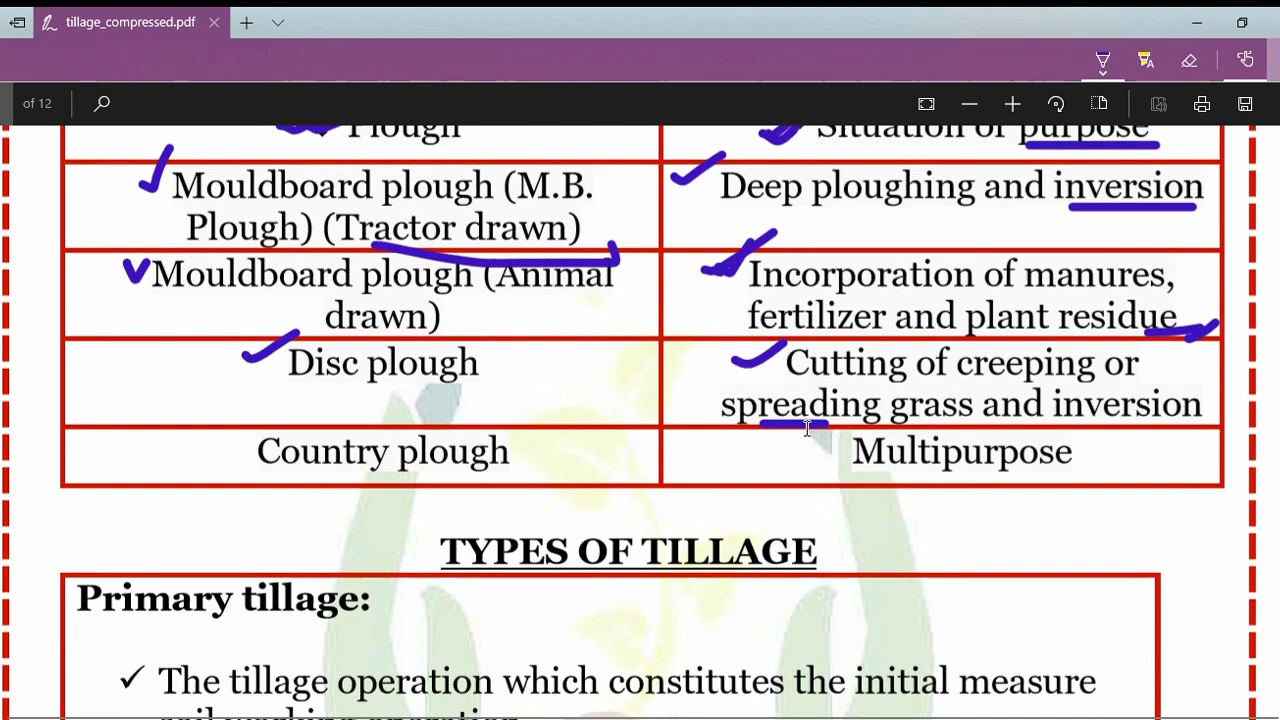 tillage_compressed.pdf
of 12
Plough
Situation or purpose
Mouldboard plough (M.B.
Plough) (Tractor drawn)
Deep ploughing and inversion
Mouldboard plough (Animal
drawn)
Incorporation of manures,
fertilizer and plant residue
Disc plough
Cutting of creeping or
spreading grass and inversion
Country plough
Multipurpose
TYPES OF TILLAGE
Primary tillage:
✓ The tillage operation which constitutes the initial measure